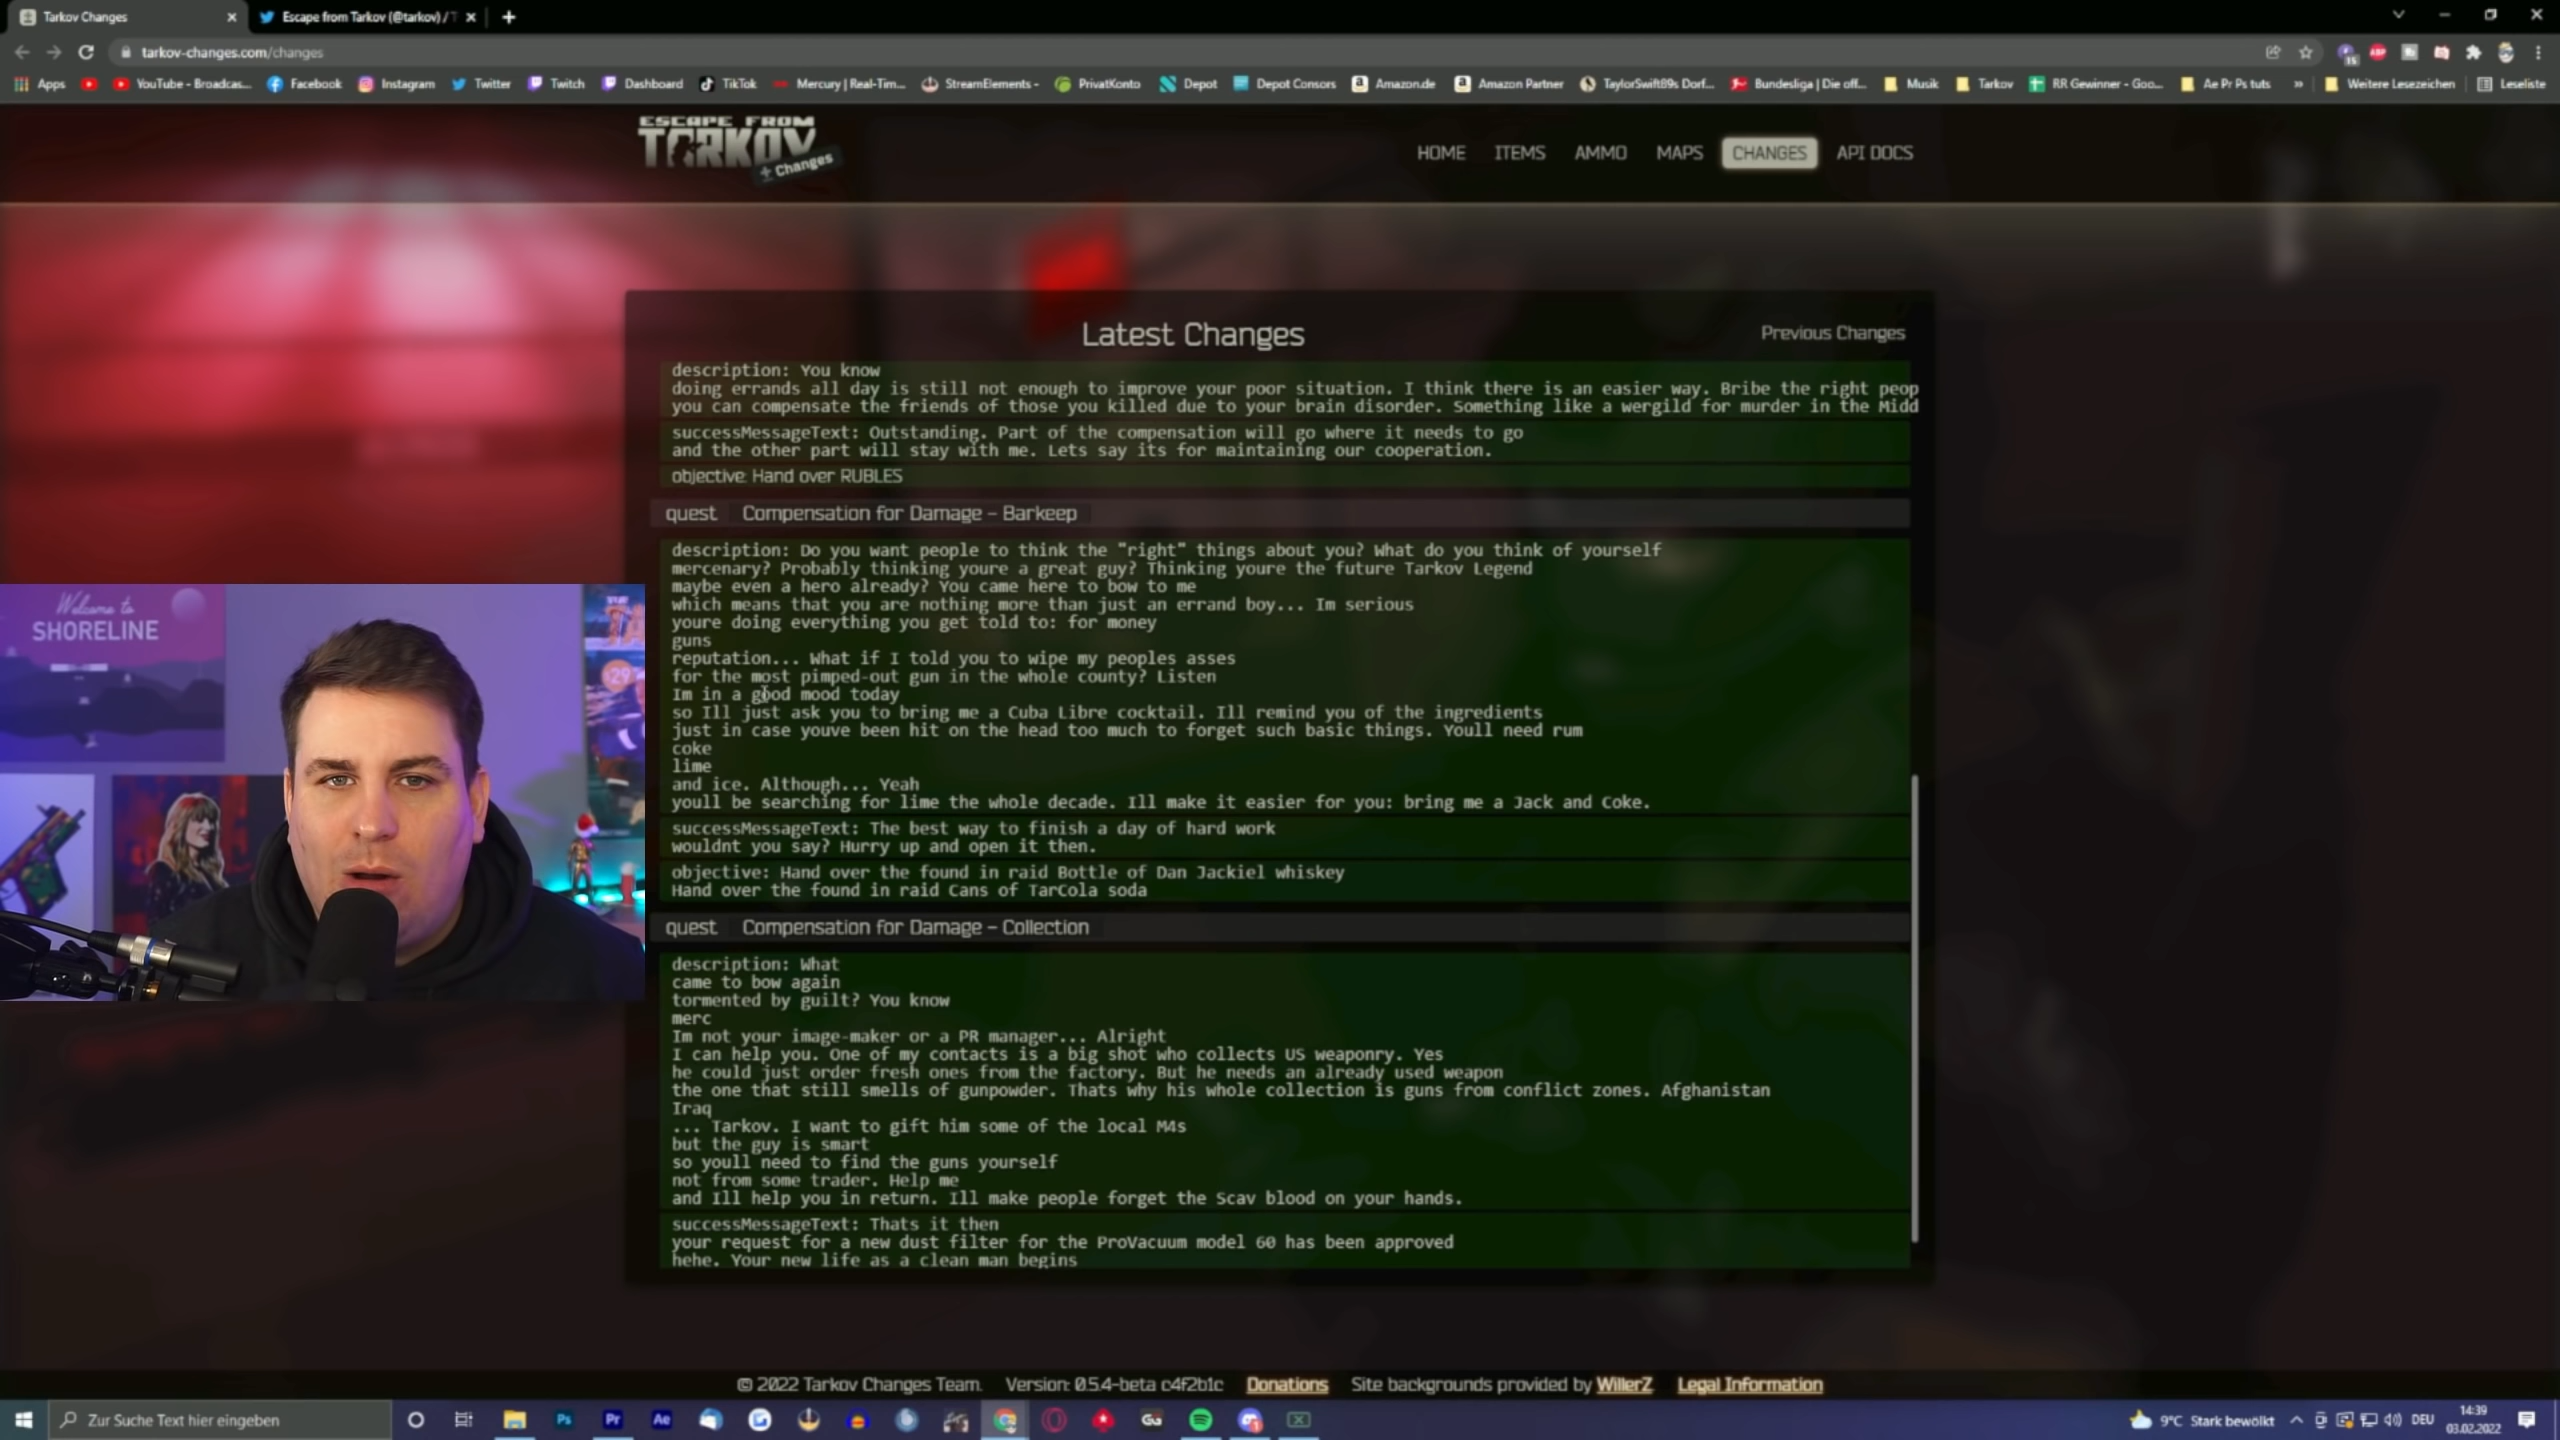 Tarkov Changes
Escape from Tarkov (@tarkov) / T
tarkov-changes.com/changes
Apps
YouTube - Broadcas...
Facebook
Instagram
Twitter
Twitch
Dashboard
TikTok
Mercury | Real-Tim...
StreamElements -
PrivatKonto
Depot
Depot Consors
Amazon.de
Amazon Partner
TaylorSwift89s Dorf...
Bundesliga | Die off...
Musik
Tarkov
RR Gewinner - Goo...
Ae Pr Ps tuts
»
Weitere Lesezeichen
Leseliste
ESCAPE FROM
TARKOV
± Changes
HOME
ITEMS
AMMO
MAPS
CHANGES
API DOCS
Latest Changes
Previous Changes
description: You know
doing errands all day is still not enough to improve your poor situation. I think there is an easier way. Bribe the right peop
you can compensate the friends of those you killed due to your brain disorder. Something like a wergild for murder in the Midd
successMessageText: Outstanding. Part of the compensation will go where it needs to go
and the other part will stay with me. Lets say its for maintaining our cooperation.
objective: Hand over RUBLES
quest Compensation for Damage – Barkeep
description: Do you want people to think the "right" things about you? What do you think of yourself
mercenary? Probably thinking youre a great guy? Thinking youre the future Tarkov Legend
maybe even a hero already? You came here to bow to me
which means that you are nothing more than just an errand boy... Im serious
youre doing everything you get told to: for money
guns
reputation... What if I told you to wipe my peoples asses
for the most pimped-out gun in the whole county? Listen
Im in a good mood today
so Ill just ask you to bring me a Cuba Libre cocktail. Ill remind you of the ingredients
just in case youve been hit on the head too much to forget such basic things. Youll need rum
coke
lime
and ice. Although... Yeah
youll be searching for lime the whole decade. Ill make it easier for you: bring me a Jack and Coke.
successMessageText: The best way to finish a day of hard work
wouldnt you say? Hurry up and open it then.
objective: Hand over the found in raid Bottle of Dan Jackiel whiskey
Hand over the found in raid Cans of TarCola soda
quest Compensation for Damage – Collection
description: What
came to bow again
tormented by guilt? You know
merc
Im not your image-maker or a PR manager... Alright
I can help you. One of my contacts is a big shot who collects US weaponry. Yes
he could just order fresh ones from the factory. But he needs an already used weapon
the one that still smells of gunpowder. Thats why his whole collection is guns from conflict zones. Afghanistan
Iraq
... Tarkov. I want to gift him some of the local M4s
but the guy is smart
so youll need to find the guns yourself
not from some trader. Help me
and Ill help you in return. Ill make people forget the Scav blood on your hands.
successMessageText: Thats it then
your request for a new dust filter for the ProVacuum model 60 has been approved
hehe. Your new life as a clean man begins
Welcome to
SHORELINE
© 2022 Tarkov Changes Team.
Version: 0.5.4-beta c4f2b1c
Donations
Site backgrounds provided by WillerZ
Legal Information
Zur Suche Text hier eingeben
Ps
Pr
Ae
9°C Stark bewölkt
DEU
14:39
03.02.2022